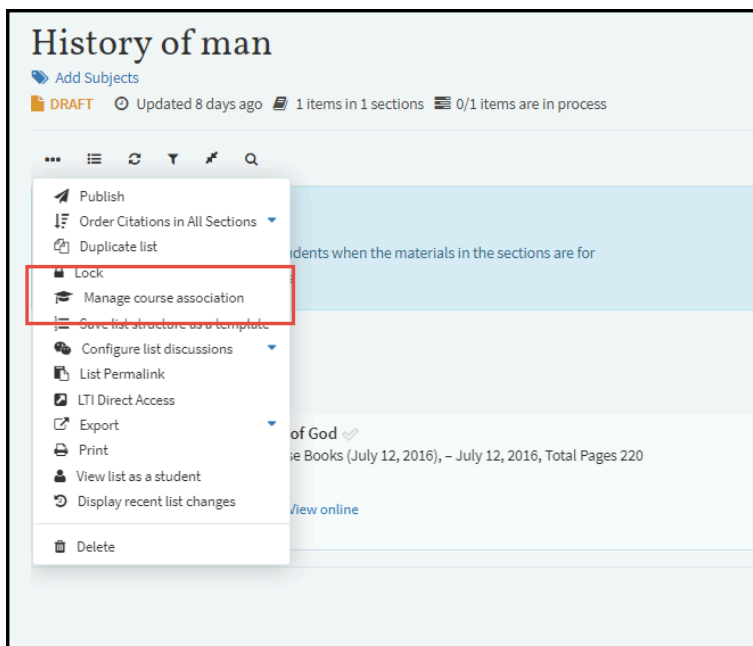 History of man
Add Subjects
DRAFT Updated 8 days ago 1 items in 1 sections 0/1 items are in process
Publish
Order Citations in All Sections
Duplicate list
dents when the materials in the sections are for
Lock
Manage course association
Save list structure as a template
Configure list discussions
List Permalink
LTI Direct Access
Export
of God
Print
se Books (July 12, 2016), – July 12, 2016, Total Pages 220
View list as a student
Display recent list changes
View online
Delete